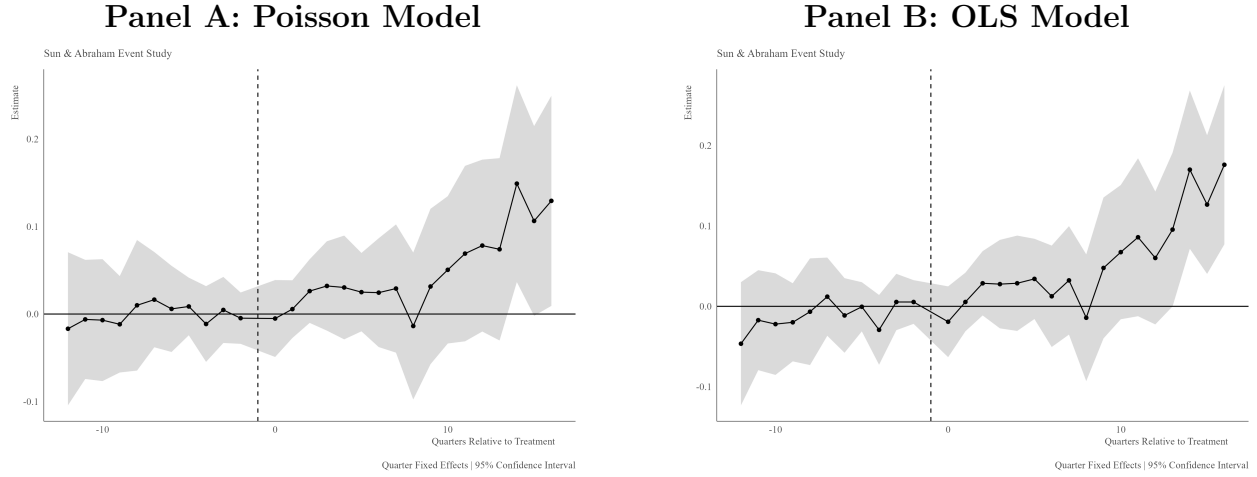 Panel A: Poisson Model
Sun & Abraham Event Study
Estimate
0.2
0.1
0.0
-0.1
-10
0
10
Quarters Relative to Treatment
Quarter Fixed Effects | 95% Confidence Interval
Panel B: OLS Model
Sun & Abraham Event Study
Estimate
0.2
0.1
0.0
-0.1
-10
0
10
Quarters Relative to Treatment
Quarter Fixed Effects | 95% Confidence Interval